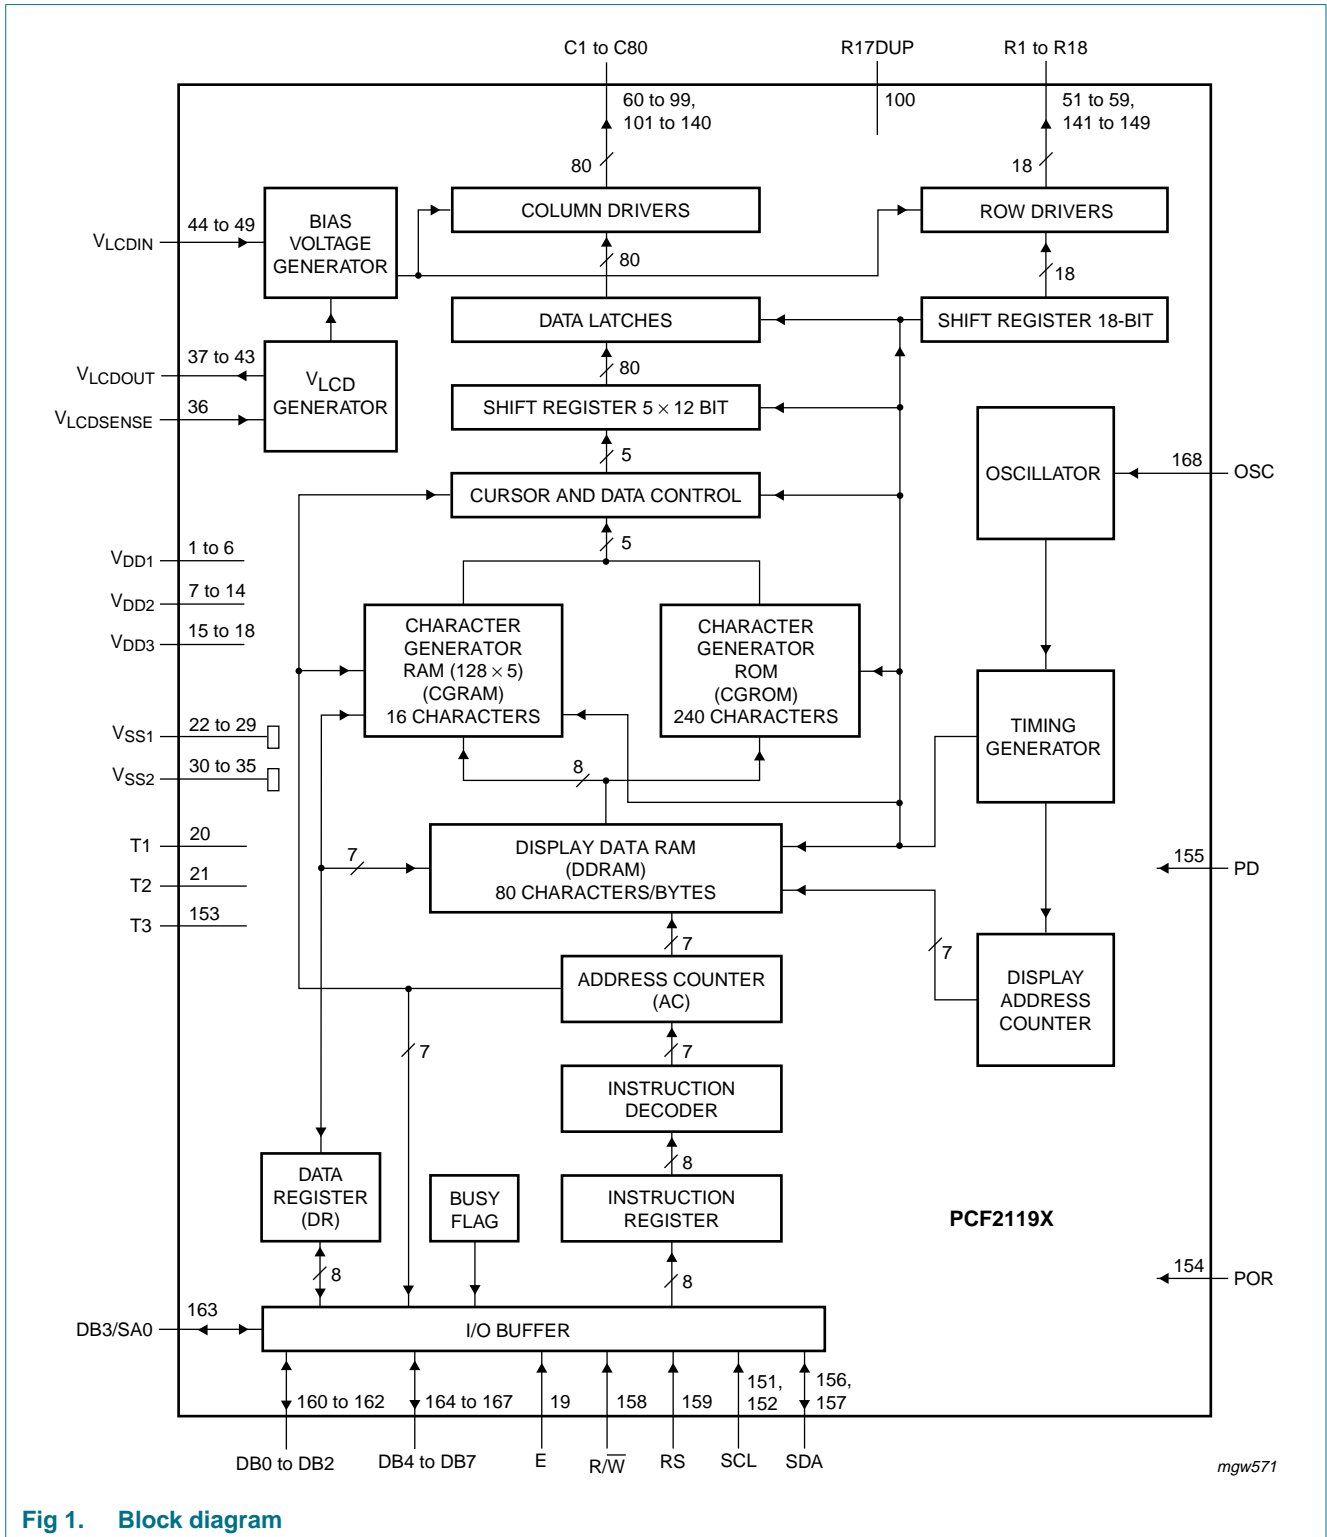 C1 to C80
R17DUP
R1 to R18
60 to 99,
101 to 140
100
51 to 59,
141 to 149
80
18
COLUMN DRIVERS
ROW DRIVERS
VLCDIN
44 to 49
BIAS
VOLTAGE
GENERATOR
80
18
DATA LATCHES
SHIFT REGISTER 18-BIT
VLCDOUT
37 to 43
VLCDSENSE
36
VLCD
GENERATOR
80
SHIFT REGISTER 5 × 12 BIT
5
CURSOR AND DATA CONTROL
OSCILLATOR
168
OSC
5
VDD1
1 to 6
VDD2
7 to 14
VDD3
15 to 18
CHARACTER
GENERATOR
RAM (128 × 5)
(CGRAM)
16 CHARACTERS
CHARACTER
GENERATOR
ROM
(CGROM)
240 CHARACTERS
TIMING
GENERATOR
VSS1
22 to 29
VSS2
30 to 35
8
T1
20
T2
21
T3
153
7
DISPLAY DATA RAM
(DDRAM)
80 CHARACTERS/BYTES
155
PD
7
7
ADDRESS COUNTER
(AC)
DISPLAY
ADDRESS
COUNTER
7
7
INSTRUCTION
DECODER
8
DATA
REGISTER
(DR)
BUSY
FLAG
INSTRUCTION
REGISTER
PCF2119X
8
8
154
POR
DB3/SA0
163
I/O BUFFER
160 to 162
164 to 167
19
158
159
151,
152
156,
157
DB0 to DB2
DB4 to DB7
E
R/W̅
RS
SCL
SDA
mgw571
Fig 1. Block diagram